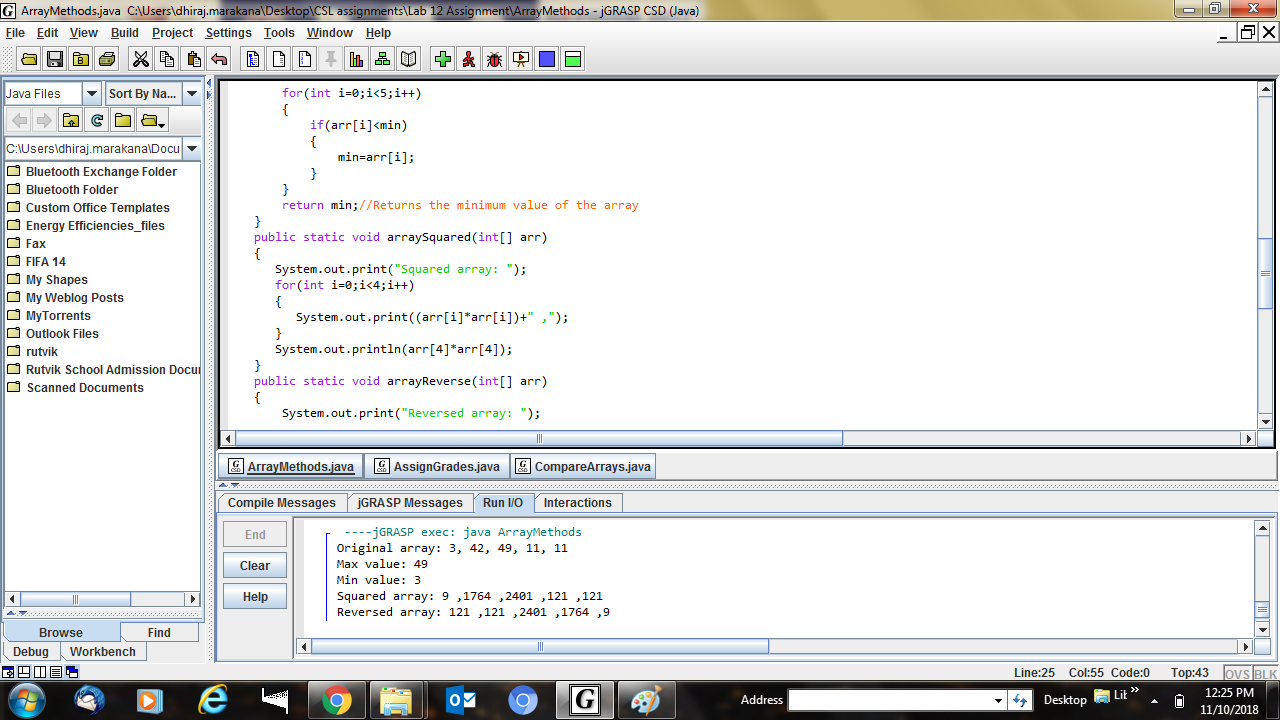 ArrayMethods.java  C:\Users\dhiraj.marakana\Desktop\CSL assignments\Lab 12 Assignment\ArrayMethods - jGRASP CSD (Java)
File Edit View Build Project Settings Tools Window Help
Java Files Sort By Na...
C:\Users\dhiraj.marakana\Docu
Bluetooth Exchange Folder
Bluetooth Folder
Custom Office Templates
Energy Efficiencies_files
Fax
FIFA 14
My Shapes
My Weblog Posts
MyTorrents
Outlook Files
rutvik
Rutvik School Admission Docu
Scanned Documents
Browse Find
Debug Workbench
for(int i=0;i<5;i++)
{
if(arr[i]<min)
{
min=arr[i];
}
}
return min;//Returns the minimum value of the array
}
public static void arraySquared(int[] arr)
{
System.out.print("Squared array: ");
for(int i=0;i<4;i++)
{
System.out.print((arr[i]*arr[i])+" ,");
}
System.out.println(arr[4]*arr[4]);
}
public static void arrayReverse(int[] arr)
{
System.out.print("Reversed array: ");
ArrayMethods.java AssignGrades.java CompareArrays.java
Compile Messages jGRASP Messages Run I/O Interactions
End
Clear
Help
----jGRASP exec: java ArrayMethods
Original array: 3, 42, 49, 11, 11
Max value: 49
Min value: 3
Squared array: 9 ,1764 ,2401 ,121 ,121
Reversed array: 121 ,121 ,2401 ,1764 ,9
Line:25 Col:55 Code:0 Top:43 OVS BLK
Address Desktop Lit 12:25 PM
11/10/2018